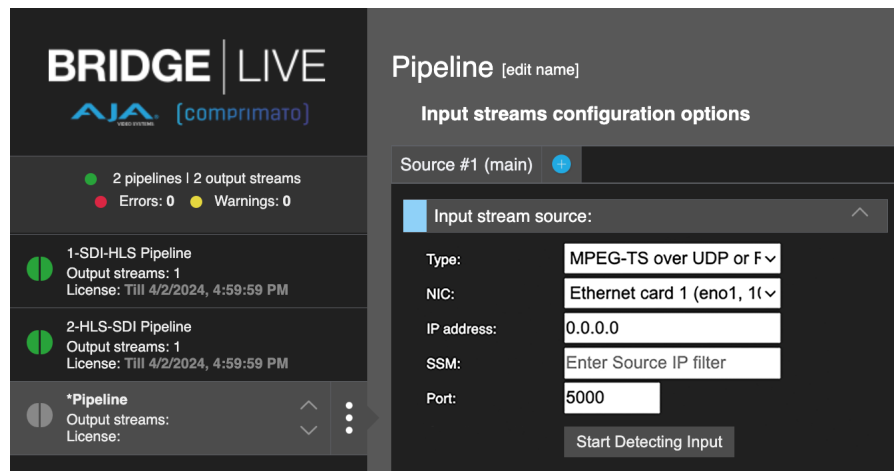 BRIDGE LIVE
AJA VIDEO SYSTEMS (comprimato)
2 pipelines | 2 output streams
Errors: 0 Warnings: 0
1-SDI-HLS Pipeline
Output streams: 1
License: Till 4/2/2024, 4:59:59 PM
2-HLS-SDI Pipeline
Output streams: 1
License: Till 4/2/2024, 4:59:59 PM
*Pipeline
Output streams:
License:
Pipeline [edit name]
Input streams configuration options
Source #1 (main)
Input stream source:
Type: MPEG-TS over UDP or F
NIC: Ethernet card 1 (eno1, 1(
IP address: 0.0.0.0
SSM: Enter Source IP filter
Port: 5000
Start Detecting Input